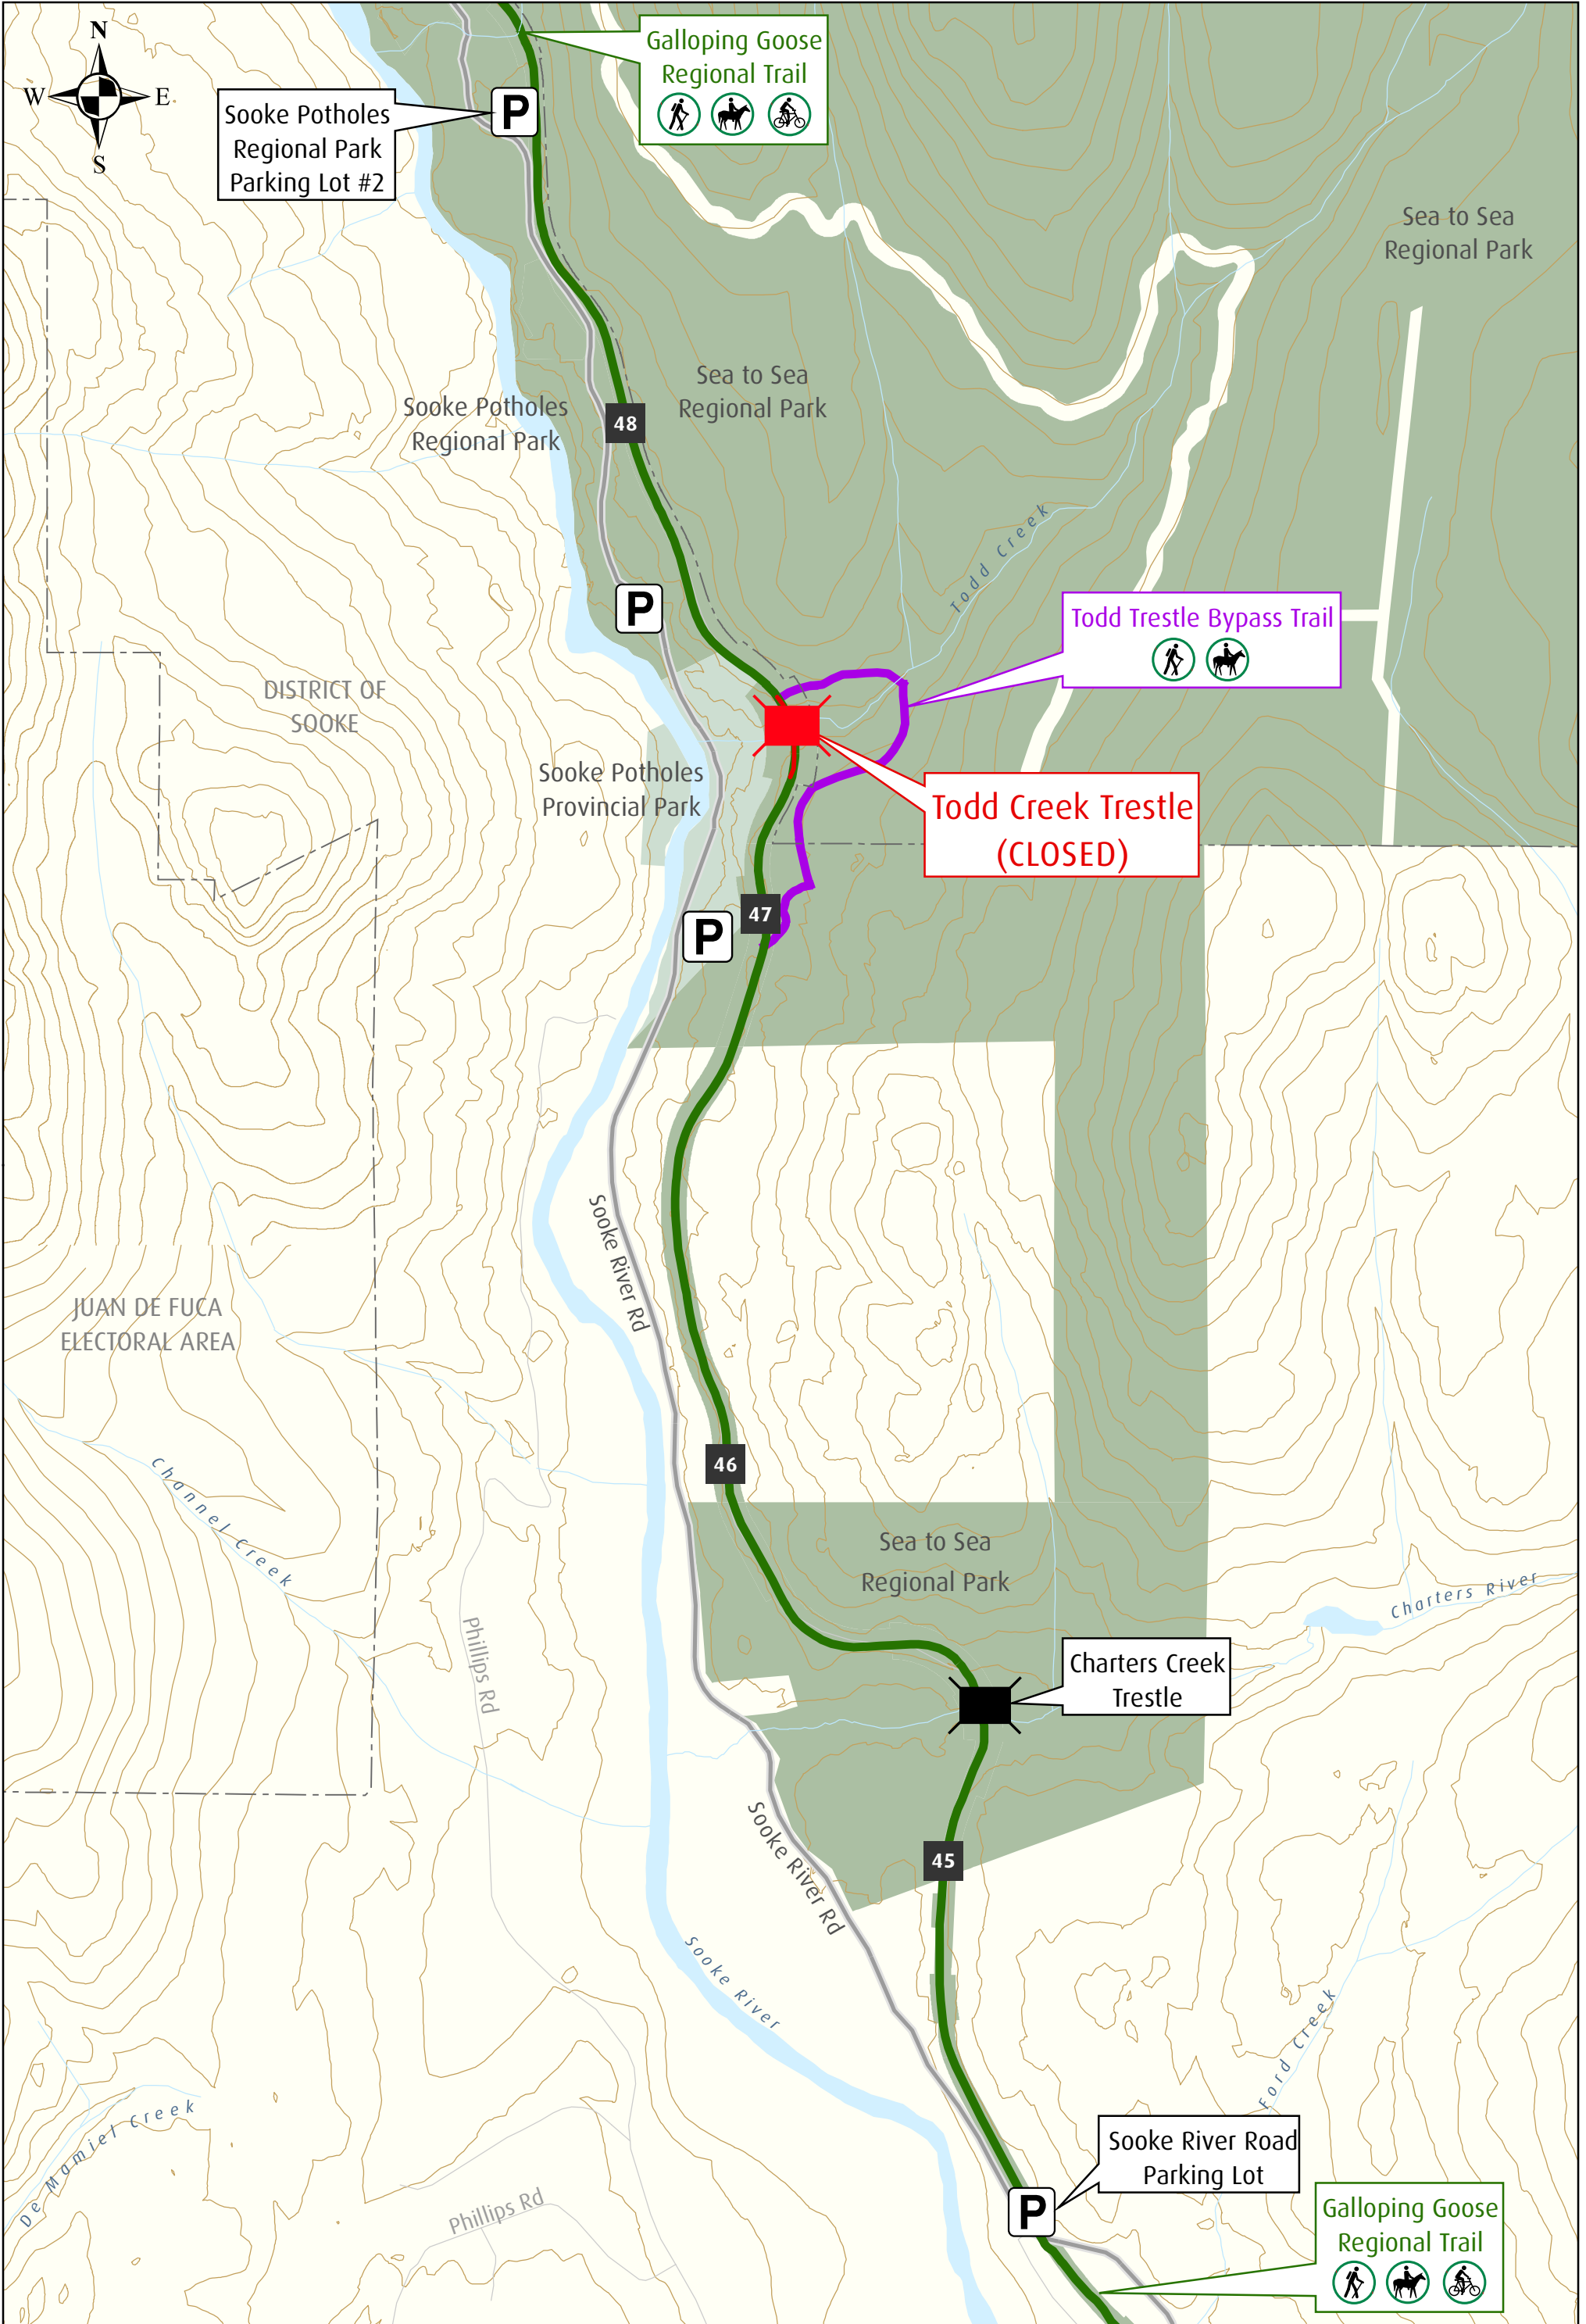 N
W
E
S
Galloping Goose
Regional Trail
P
Sooke Potholes
Regional Park
Parking Lot #2
Sea to Sea
Regional Park
Sea to Sea
Regional Park
Sooke Potholes
Regional Park
48
Todd Creek
P
Todd Trestle Bypass Trail
DISTRICT OF
SOOKE
Sooke Potholes
Provincial Park
Todd Creek Trestle
(CLOSED)
47
P
Sooke River Rd
JUAN DE FUCA
ELECTORAL AREA
46
Channel Creek
Sea to Sea
Regional Park
Charters River
Phillips Rd
Charters Creek
Trestle
Sooke River Rd
45
Sooke River
Ford Creek
De Mamiel Creek
Sooke River Road
Parking Lot
P
Phillips Rd
Galloping Goose
Regional Trail